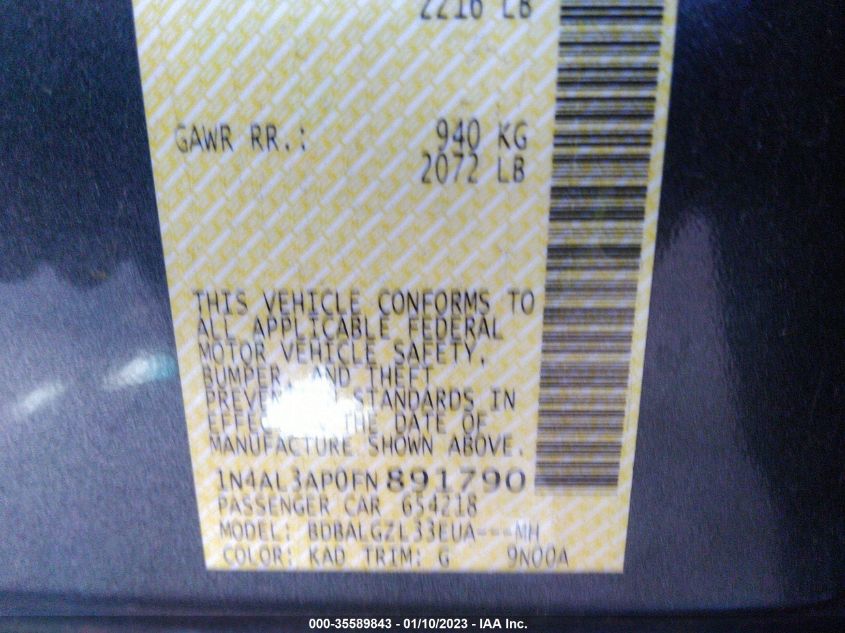 2216 LB
GAWR RR.: 940 KG
2072 LB
THIS VEHICLE CONFORMS TO
ALL APPLICABLE FEDERAL
MOTOR VEHICLE SAFETY,
BUMPER, AND THEFT
STANDARDS IN
THE DATE OF
MANUFACTURE SHOWN ABOVE.
1N4AL3AP0FN891790
PASSENGER CAR 654218
MODEL: BDBALGZL33EUA---MH
COLOR: KAD TRIM: G 9N00A
000-35589843 - 01/10/2023 - IAA Inc.